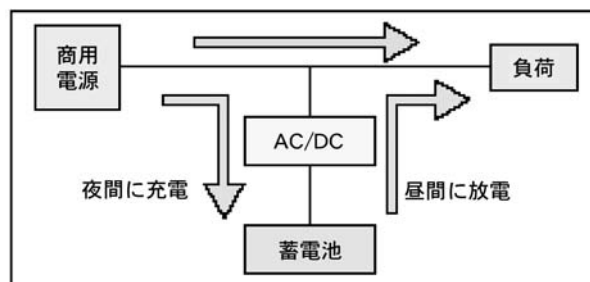 商用
電源
負荷
AC/DC
夜間に充電
昼間に放電
蓄電池